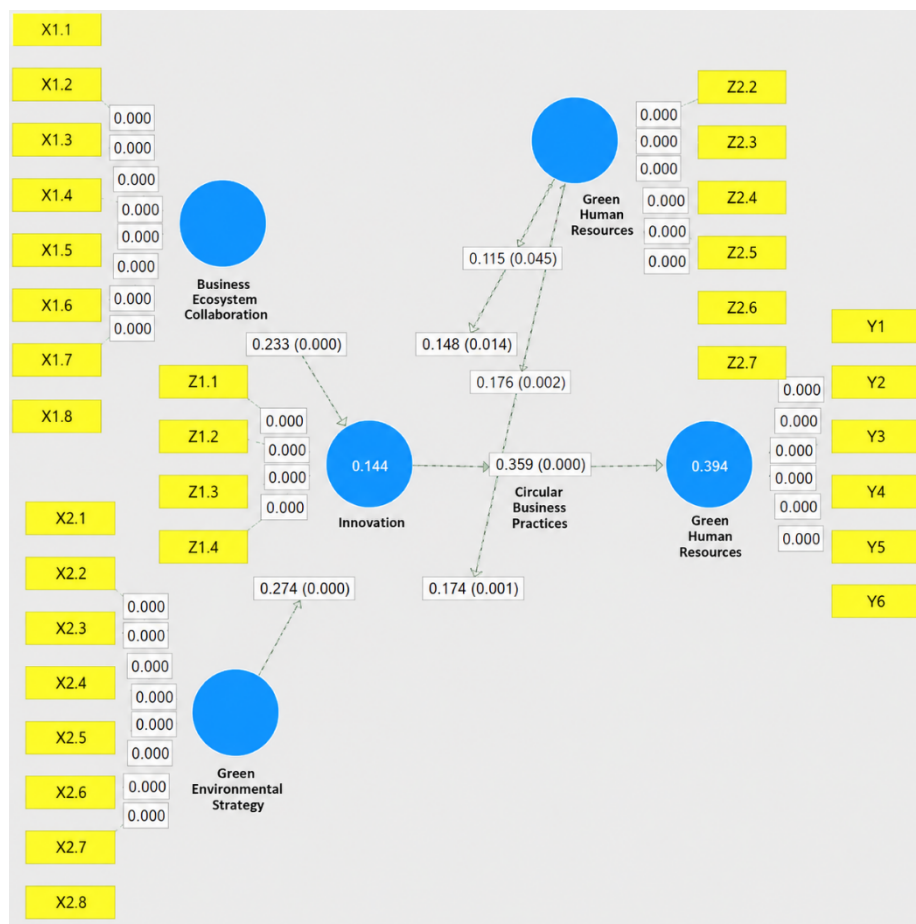 X1.1
X1.2
X1.3
X1.4
X1.5
X1.6
X1.7
X1.8
0.000
0.000
0.000
0.000
0.000
0.000
0.000
0.000
Business
Ecosystem
Collaboration
0.233 (0.000)
Z1.1
Z1.2
Z1.3
Z1.4
0.000
0.000
0.000
0.000
0.144
Innovation
X2.1
X2.2
X2.3
X2.4
X2.5
X2.6
X2.7
X2.8
0.000
0.000
0.000
0.000
0.000
0.000
0.000
0.000
Green
Environmental
Strategy
0.274 (0.000)
Green
Human
Resources
0.000
0.000
0.000
0.000
0.000
0.000
Z2.2
Z2.3
Z2.4
Z2.5
Z2.6
Z2.7
0.115 (0.045)
0.148 (0.014)
0.176 (0.002)
0.359 (0.000)
Circular
Business
Practices
0.174 (0.001)
0.394
Green
Human
Resources
0.000
0.000
0.000
0.000
0.000
0.000
Y1
Y2
Y3
Y4
Y5
Y6